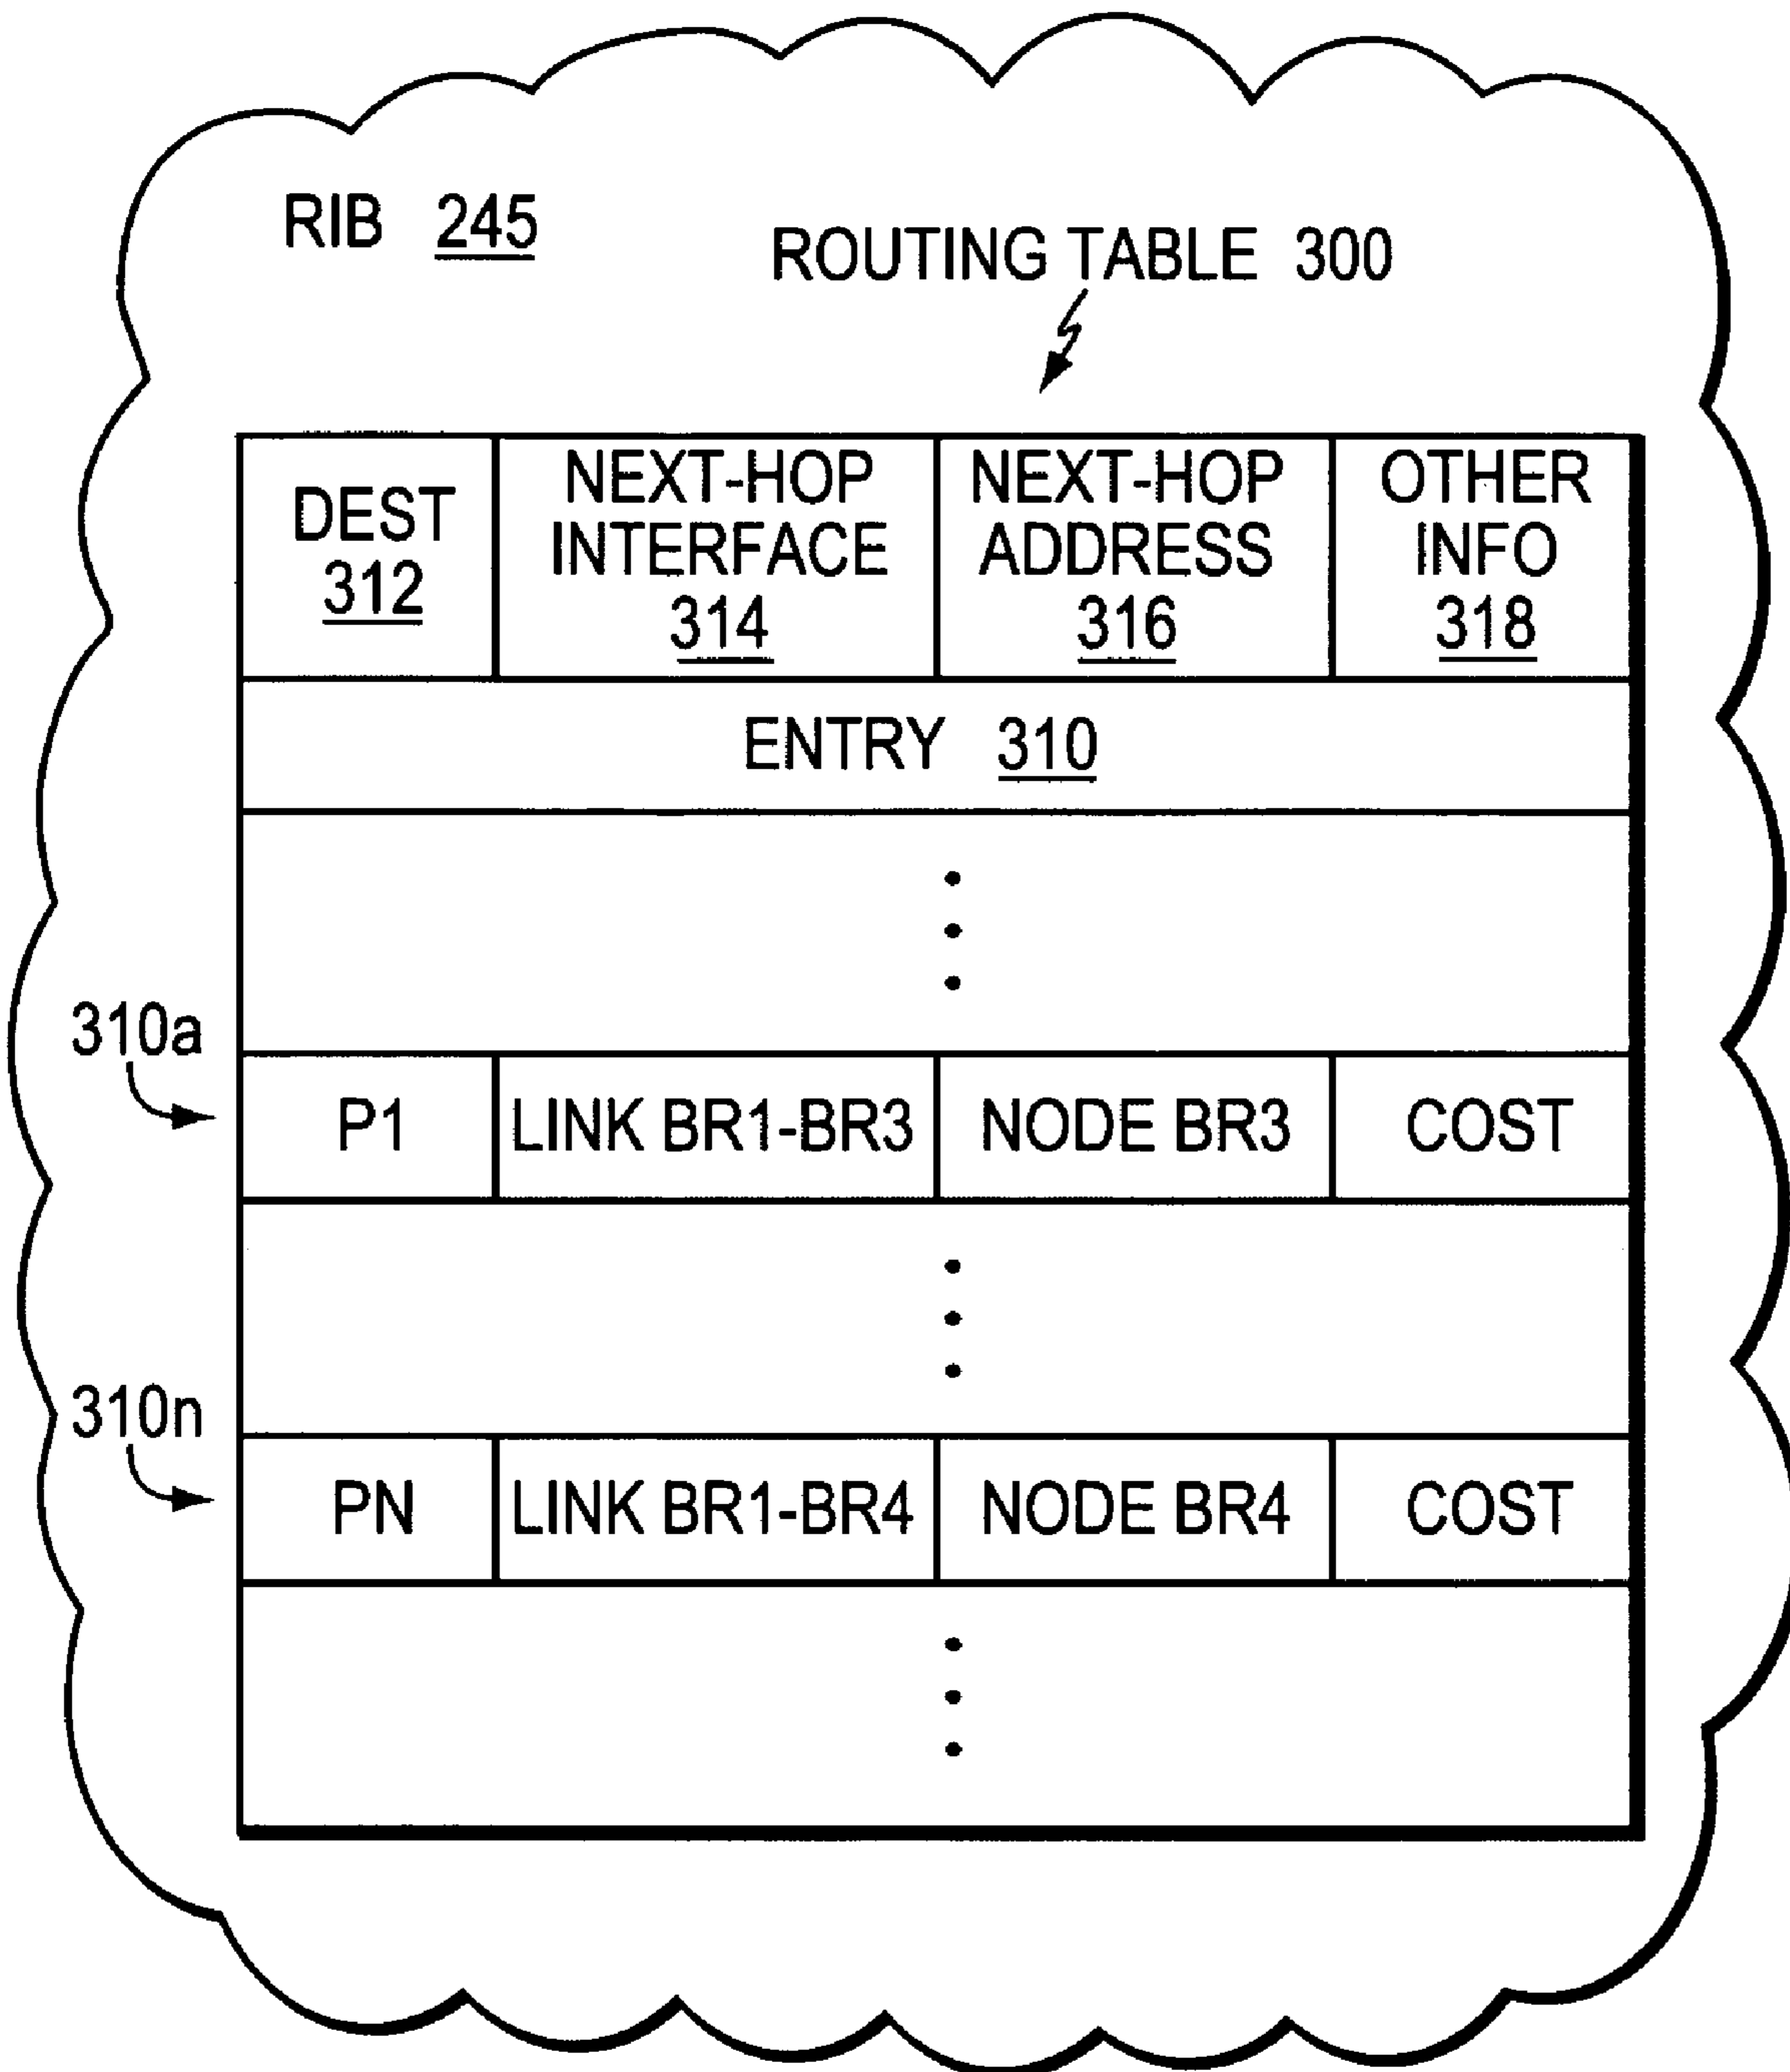 RIB 245
ROUTING TABLE 300
DEST
312
NEXT-HOP
INTERFACE
314
NEXT-HOP
ADDRESS
316
OTHER
INFO
318
ENTRY 310
310a
P1
LINK BR1-BR3
NODE BR3
COST
310n
PN
LINK BR1-BR4
NODE BR4
COST